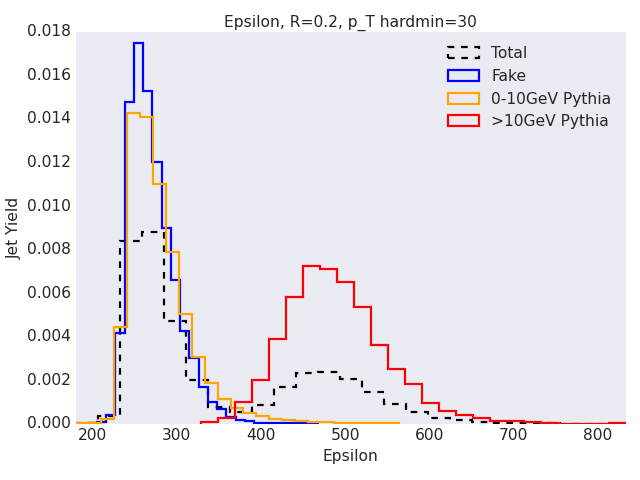 Epsilon, R=0.2, p_T hardmin=30
0.018
0.016
0.014
0.012
0.010
0.008
0.006
0.004
0.002
0.000
Jet Yield
Total
Fake
0-10GeV Pythia
>10GeV Pythia
200 300 400 500 600 700 800
Epsilon